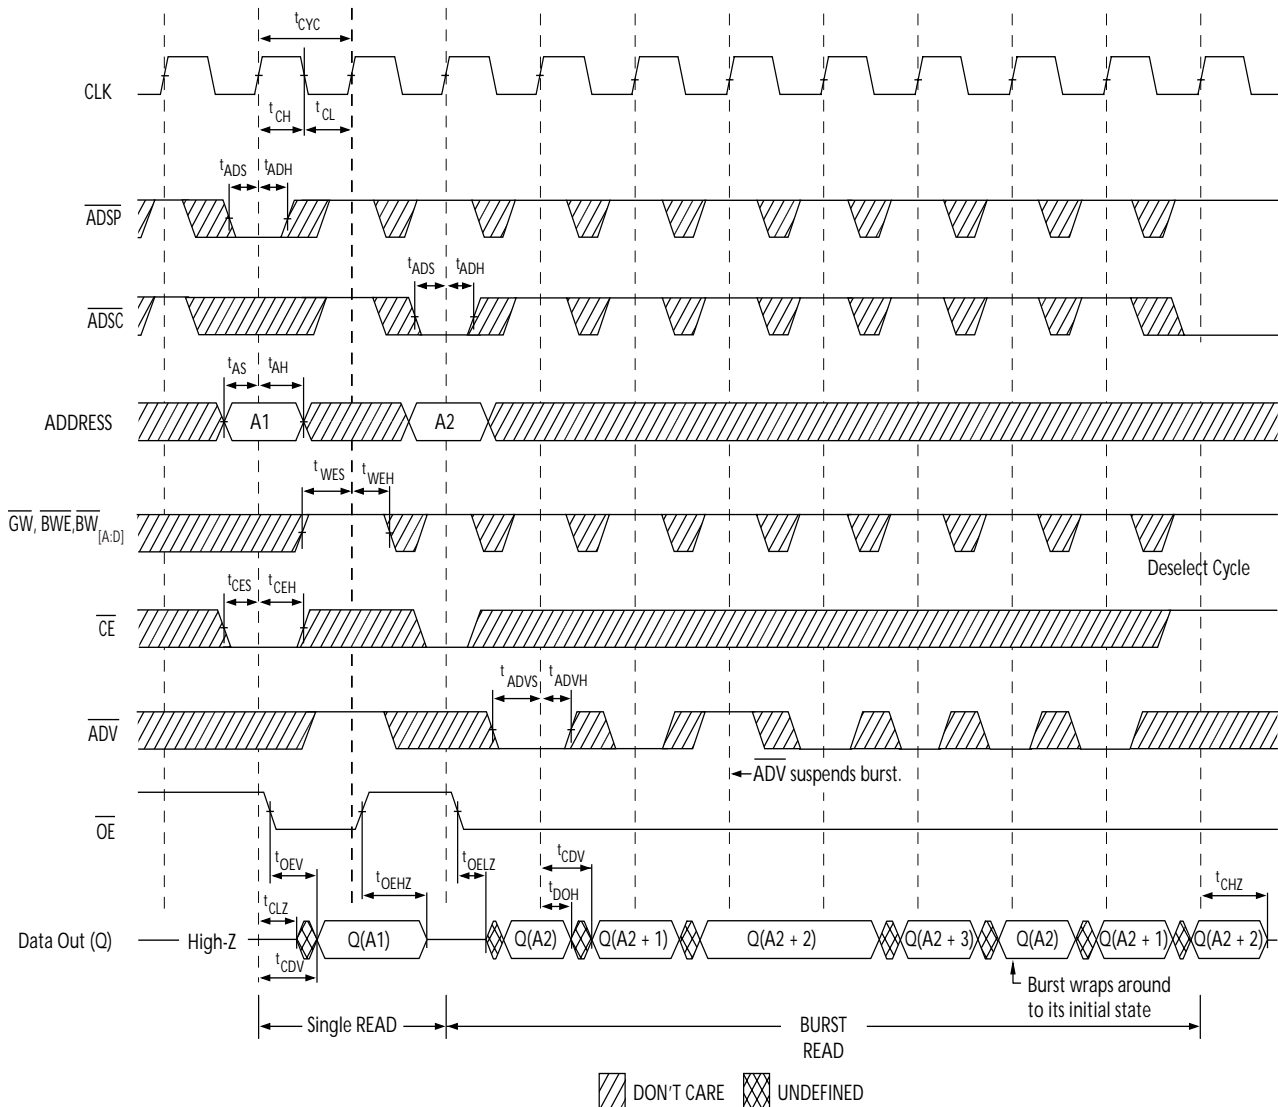 tCYC
CLK
tCH tCL
tADS tADH
ADSP
tADS tADH
ADSC
tAS tAH
ADDRESS A1 A2
tWES tWEH
GW, BWE,BW[A:D]
Deselect Cycle
tCES tCEH
CE
tADVS tADVH
ADV
ADV suspends burst.
OE
tOEV tOEHZ tOELZ tCDV
tCLZ tDOH tCHZ
Data Out (Q) High-Z Q(A1) Q(A2) Q(A2 + 1) Q(A2 + 2) Q(A2 + 3) Q(A2) Q(A2 + 1) Q(A2 + 2)
tCDV
Burst wraps around
to its initial state
Single READ BURST
READ
DON'T CARE UNDEFINED